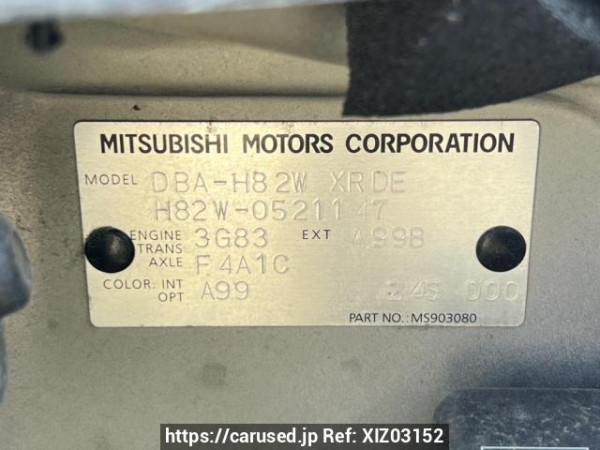 MITSUBISHI MOTORS CORPORATION
MODEL DBA-H82W XRDE
H82W-0521147
ENGINE 3G83 EXT A99B
TRANS
AXLE F4A1C
COLOR: INT A99 24S 000
OPT
PART NO.: MS903080
https://carused.jp Ref: XIZ03152